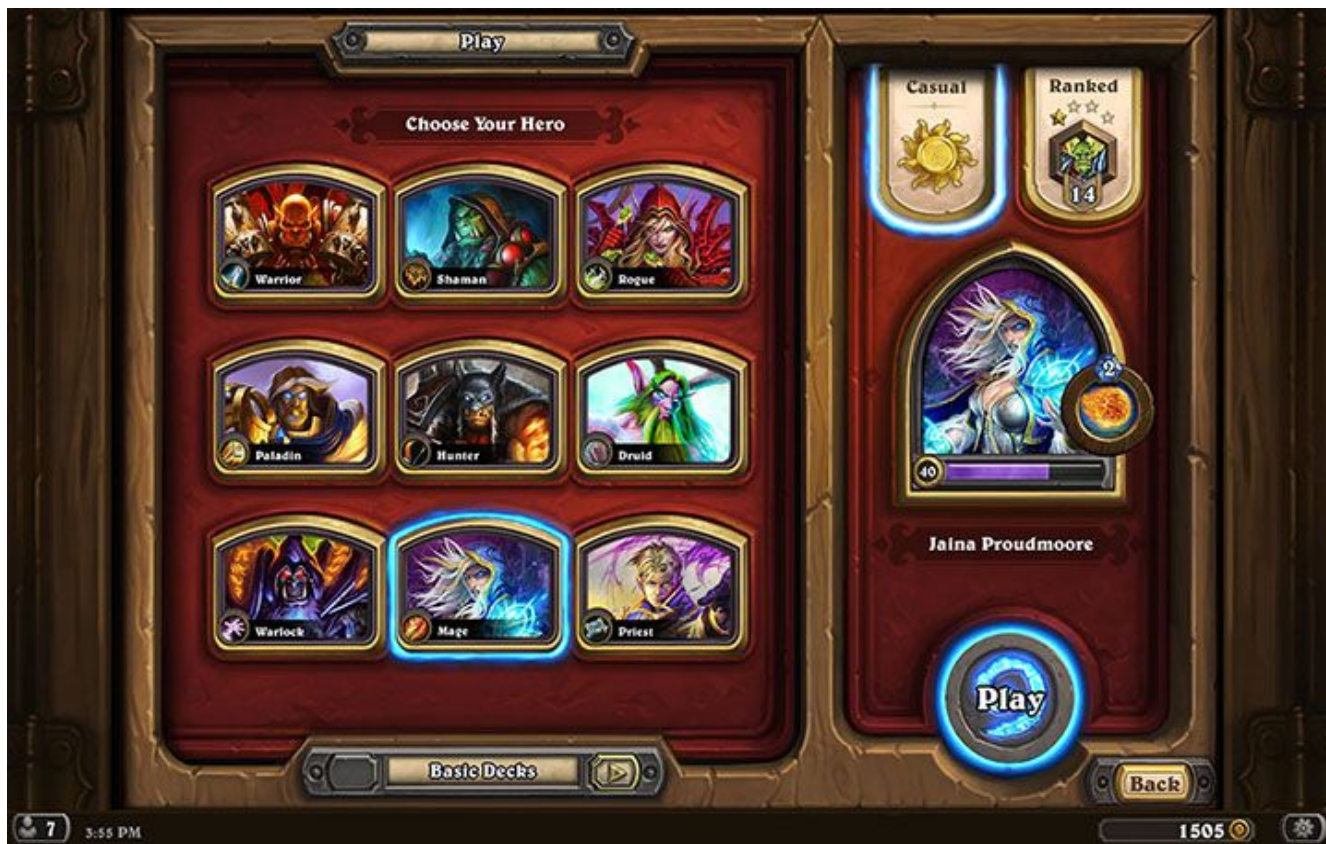 Play
Choose Your Hero
Warrior
Shaman
Rogue
Paladin
Hunter
Druid
Warlock
Mage
Priest
Basic Decks
Casual
Ranked
14
2
40
Jaina Proudmoore
Play
Back
7
3:55 PM
1505